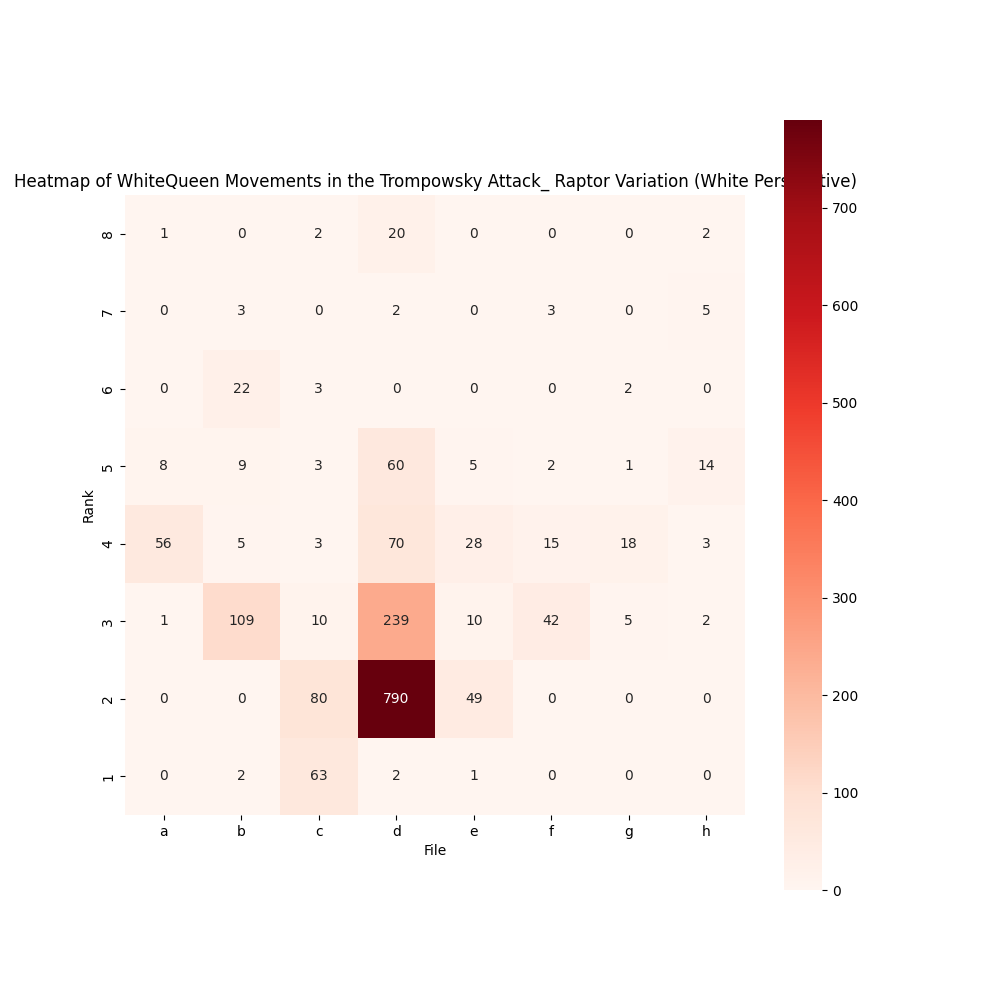 Heatmap of WhiteQueen Movements in the Trompowsky Attack_ Raptor Variation (White Pers tive)
8 1 0 2 20 0 0 0 2
7 0 3 0 2 0 3 0 5
6 0 22 3 0 0 0 2 0
5 8 9 3 60 5 2 1 14
4 56 5 3 70 28 15 18 3
3 1 109 10 239 10 42 5 2
2 0 0 80 790 49 0 0 0
1 0 2 63 2 1 0 0 0
a b c d e f g h
File
Rank
700
600
500
400
300
200
100
0